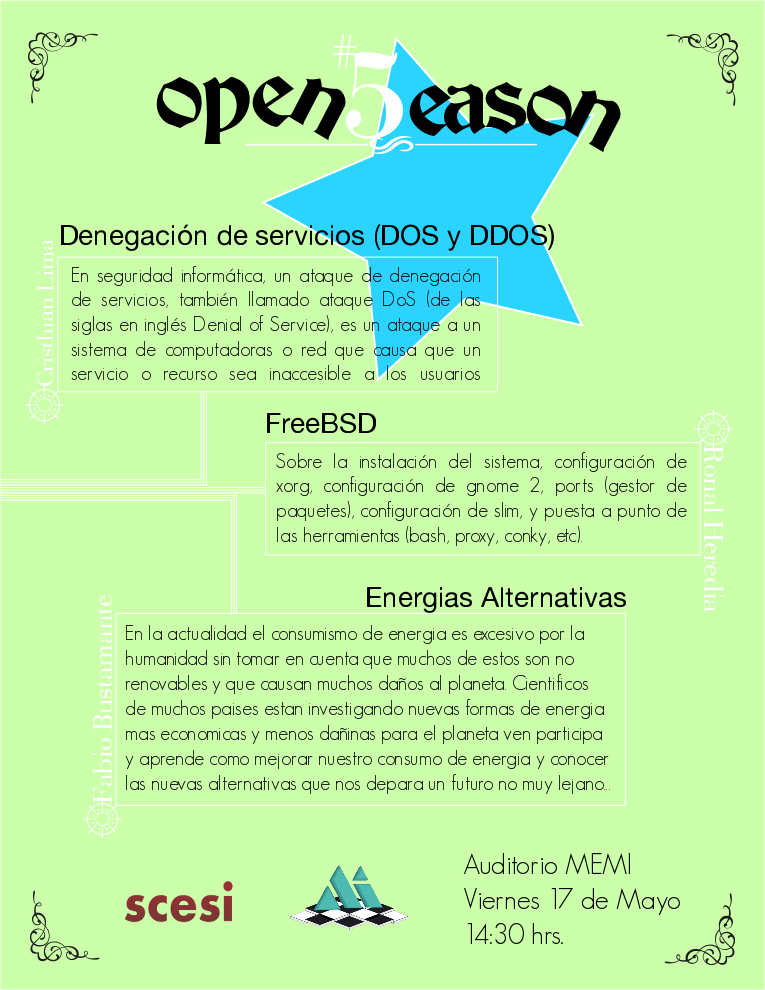 #5
open5eason
Denegación de servicios (DOS y DDOS)
Cristhian Lima
En seguridad informática, un ataque de denegación
de servicios, también llamado ataque DoS (de las
siglas en inglés Denial of Service), es un ataque a un
sistema de computadoras o red que causa que un
servicio o recurso sea inaccesible a los usuarios
FreeBSD
Ronal Heredia
Sobre la instalación del sistema, configuración de
xorg, configuración de gnome 2, ports (gestor de
paquetes), configuración de slim, y puesta a punto de
las herramientas (bash, proxy, conky, etc).
Energias Alternativas
Fabio Bustamante
En la actualidad el consumismo de energia es excesivo por la
humanidad sin tomar en cuenta que muchos de estos son no
renovables y que causan muchos daños al planeta. Cientificos
de muchos paises estan investigando nuevas formas de energia
mas economicas y menos dañinas para el planeta ven participa
y aprende como mejorar nuestro consumo de energia y conocer
las nuevas alternativas que nos depara un futuro no muy lejano...
scesi
Ai
Auditorio MEMI
Viernes 17 de Mayo
14:30 hrs.